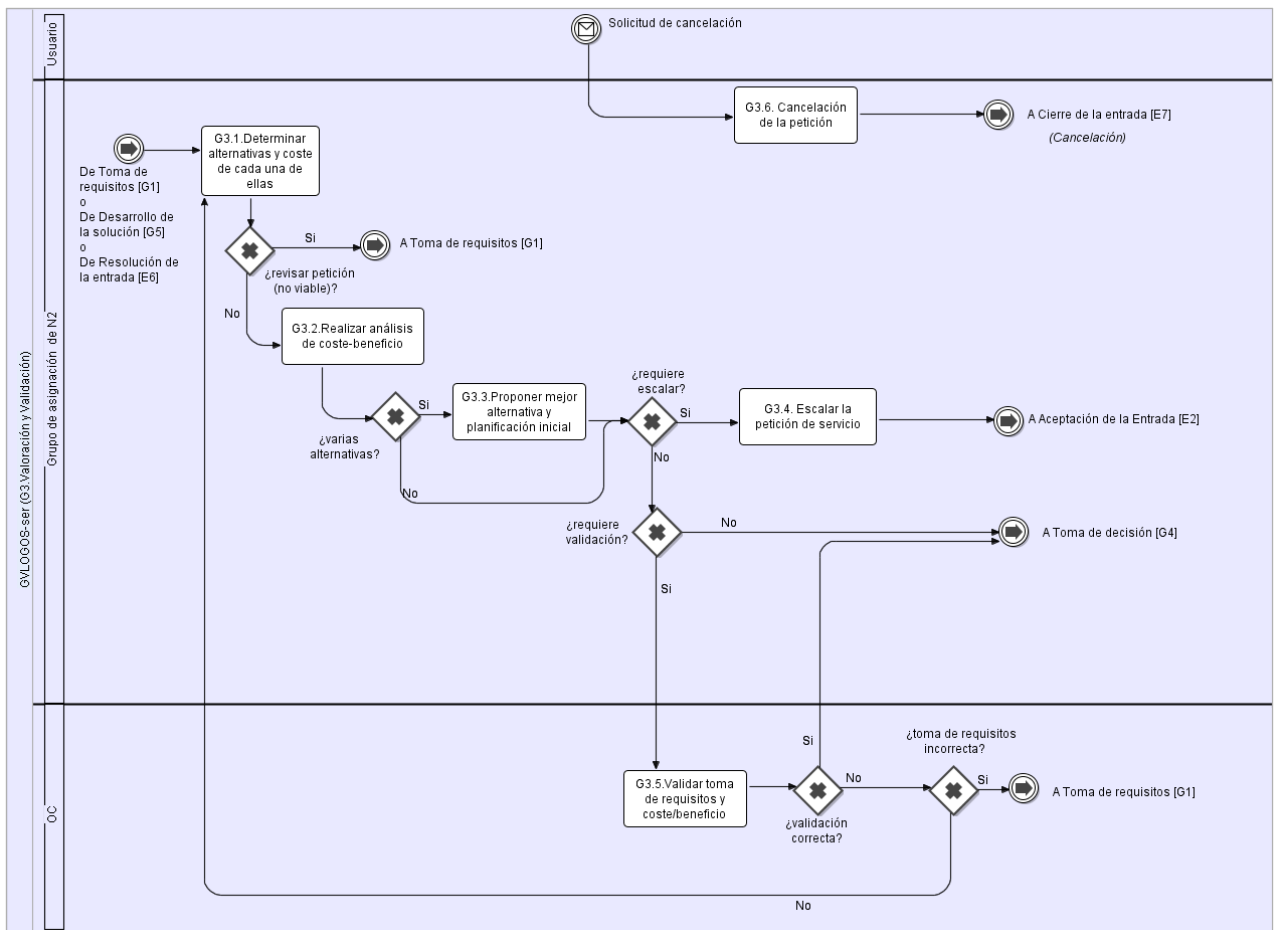 GVLOGOS-ser (G3.Valoración y Validación)
Usuario
Solicitud de cancelación
Grupo de asignación de N2
G3.6. Cancelación
de la petición
A Cierre de la entrada [E7]
(Cancelación)
De Toma de
requisitos [G1]
o
De Desarrollo de
la solución [G5]
o
De Resolución de
la entrada [E6]
G3.1.Determinar
alternativas y coste
de cada una de
ellas
Si
A Toma de requisitos [G1]
¿revisar petición
(no viable)?
No
G3.2.Realizar análisis
de coste-beneficio
Si
¿varias
alternativas?
No
G3.3.Proponer mejor
alternativa y
planificación inicial
¿requiere
escalar?
Si
No
G3.4. Escalar la
petición de servicio
A Aceptación de la Entrada [E2]
¿requiere
validación?
No
A Toma de decisión [G4]
Si
OC
G3.5.Validar toma
de requisitos y
coste/beneficio
Si
No
¿validación
correcta?
¿toma de requisitos
incorrecta?
Si
A Toma de requisitos [G1]
No